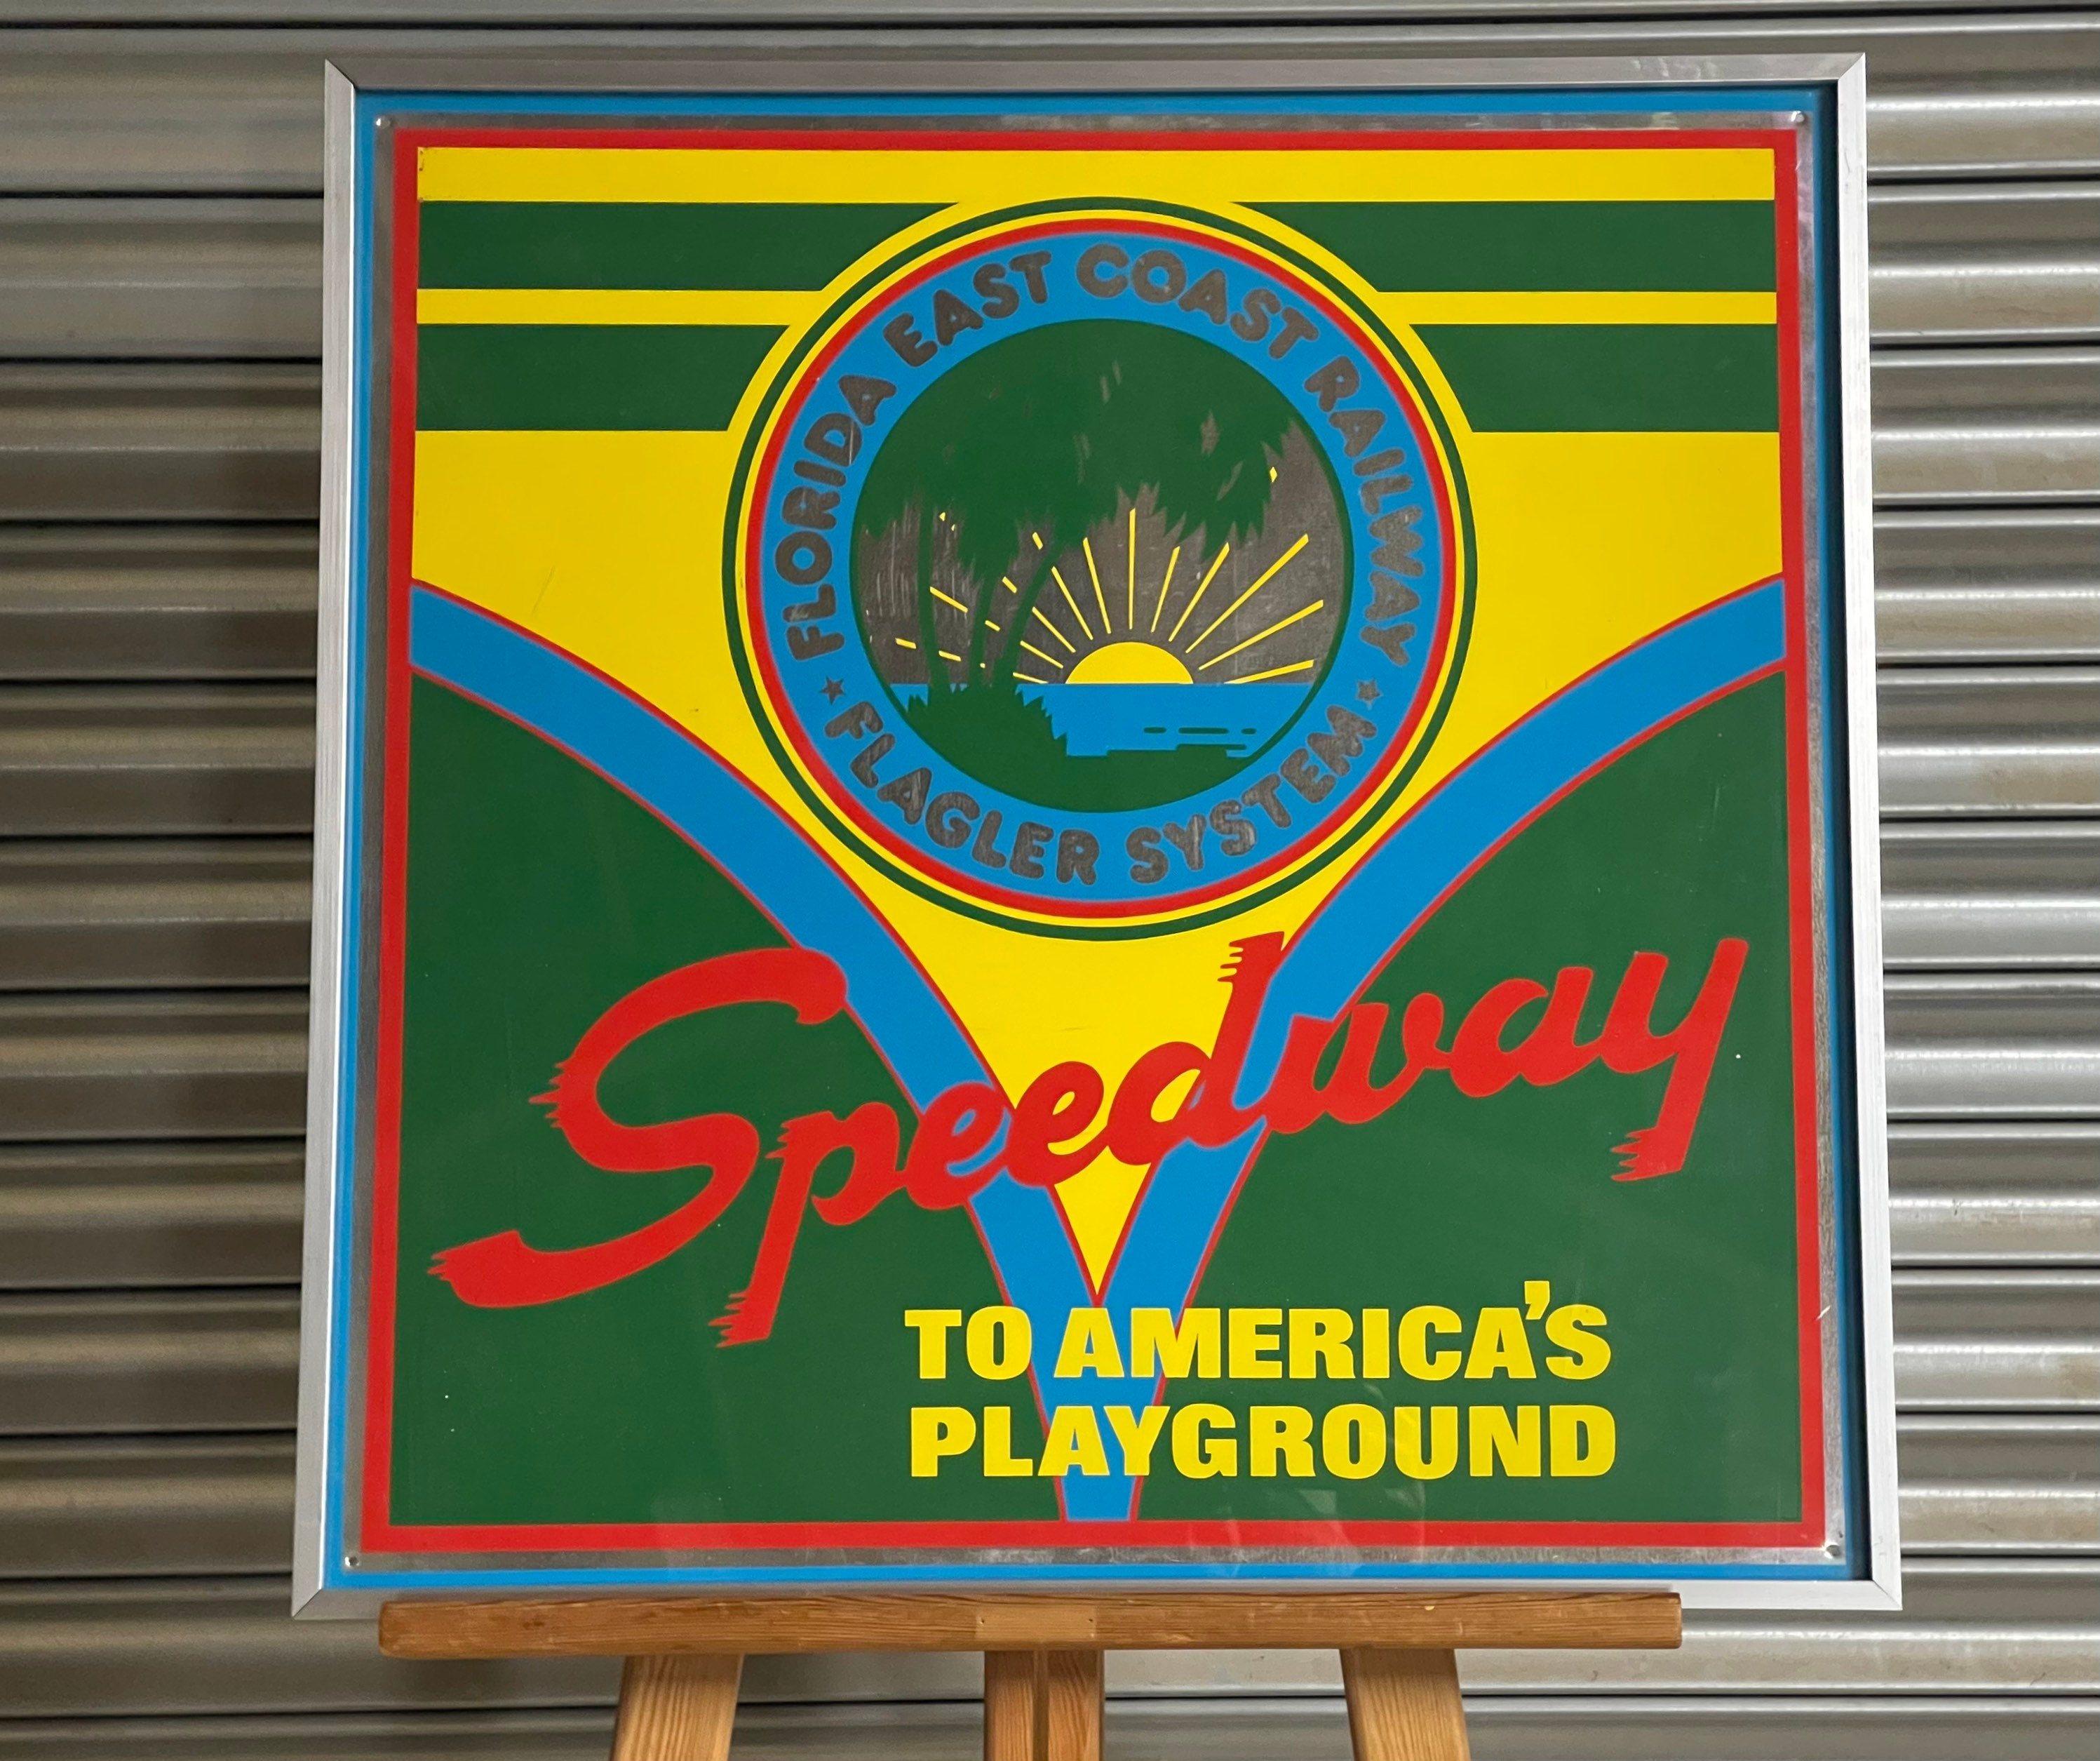 FLORIDA EAST COAST RAILWAY
★ FLAGLER SYSTEM ★
Speedway
TO AMERICA'S
PLAYGROUND